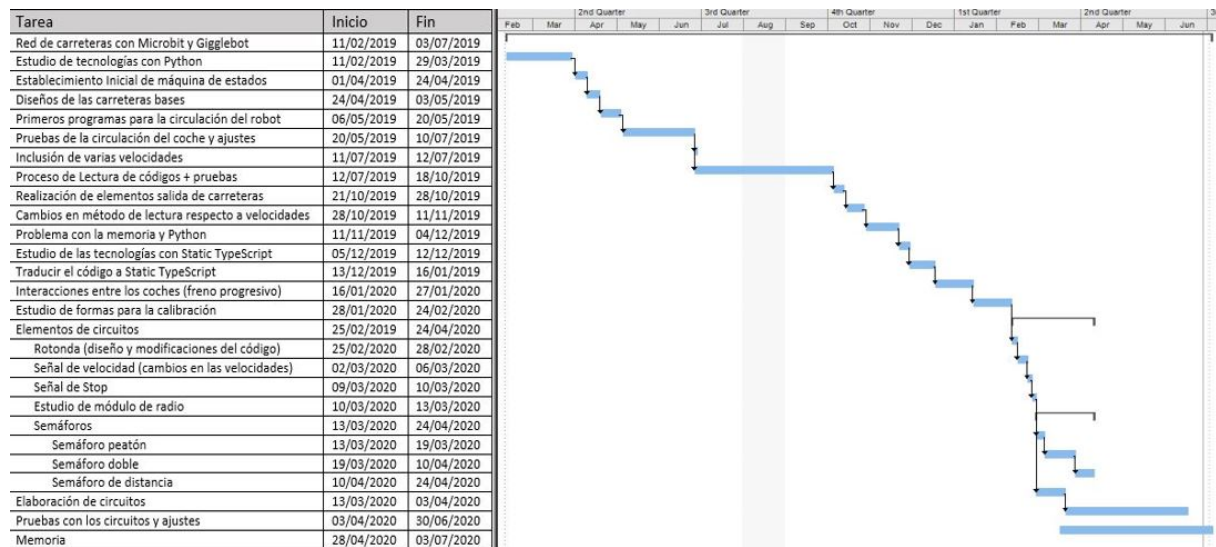 Tarea Inicio Fin
2nd Quarter 3rd Quarter 4th Quarter 1st Quarter 2nd Quarter
Feb Mar Apr May Jun Jul Aug Sep Oct Nov Dec Jan Feb Mar Apr May Jun
Red de carreteras con Microbit y Gigglebot 11/02/2019 03/07/2019
Estudio de tecnologías con Python 11/02/2019 29/03/2019
Establecimiento Inicial de máquina de estados 01/04/2019 24/04/2019
Diseños de las carreteras bases 24/04/2019 03/05/2019
Primeros programas para la circulación del robot 06/05/2019 20/05/2019
Pruebas de la circulación del coche y ajustes 20/05/2019 10/07/2019
Inclusión de varias velocidades 11/07/2019 12/07/2019
Proceso de Lectura de códigos + pruebas 12/07/2019 18/10/2019
Realización de elementos salida de carreteras 21/10/2019 28/10/2019
Cambios en método de lectura respecto a velocidades 28/10/2019 11/11/2019
Problema con la memoria y Python 11/11/2019 04/12/2019
Estudio de las tecnologías con Static TypeScript 05/12/2019 12/12/2019
Traducir el código a Static TypeScript 13/12/2019 16/01/2019
Interacciones entre los coches (freno progresivo) 16/01/2020 27/01/2020
Estudio de formas para la calibración 28/01/2020 24/02/2020
Elementos de circuitos 25/02/2019 24/04/2020
Rotonda (diseño y modificaciones del código) 25/02/2020 28/02/2020
Señal de velocidad (cambios en las velocidades) 02/03/2020 06/03/2020
Señal de Stop 09/03/2020 10/03/2020
Estudio de módulo de radio 10/03/2020 13/03/2020
Semáforos 13/03/2020 24/04/2020
Semáforo peatón 13/03/2020 19/03/2020
Semáforo doble 19/03/2020 10/04/2020
Semáforo de distancia 10/04/2020 24/04/2020
Elaboración de circuitos 13/03/2020 03/04/2020
Pruebas con los circuitos y ajustes 03/04/2020 30/06/2020
Memoria 28/04/2020 03/07/2020